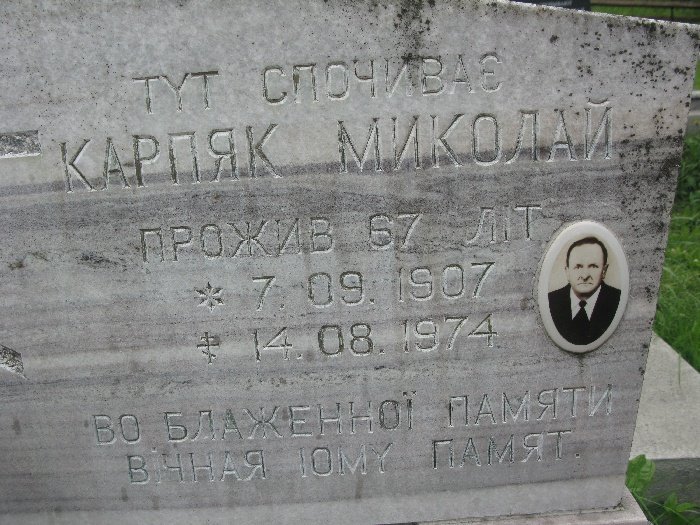 ТУТ СПОЧИВАЄ
КАРПЯК МИКОЛАЙ
ПРОЖИВ 67 ЛІТ
* 7. 09. 1907
‡ 14. 08. 1974
ВО БЛАЖЕННОЇ ПАМЯТИ
ВІЧНАЯ ІОМУ ПАМЯТ.